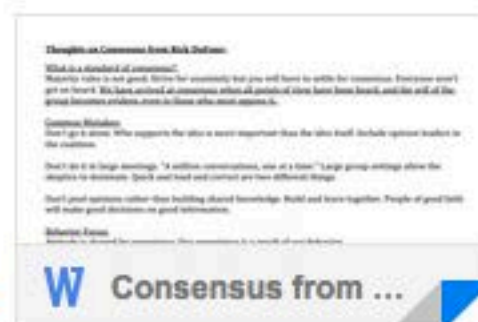 Thoughts on Consensus from Rick DuFour:
What is a standard of consensus?
Majority rules is not good. Strive for unanimity but you will have to settle for consensus. Everyone won't
get on board. We have arrived at consensus when all points of view have been heard and the will of the
group becomes evident, even to those who most oppose it.
Common Mistakes:
Don't go it alone. Who supports the idea is more important than the idea itself. Include opinion leaders in
the coalition.
Don't do it in large meetings. "A million conversations, one at a time." Large group settings allow the
skeptics to dominate. Quick and loud and correct are two different things.
Don't pool opinions rather than building shared knowledge. Build and learn together. People of good faith
will make good decisions on good information.
Behavior Focus
W Consensus from ...